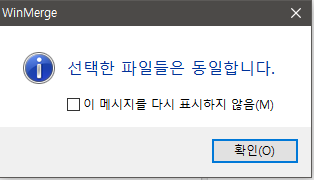 WinMerge
선택한 파일들은 동일합니다.
이 메시지를 다시 표시하지 않음(M)
확인(O)